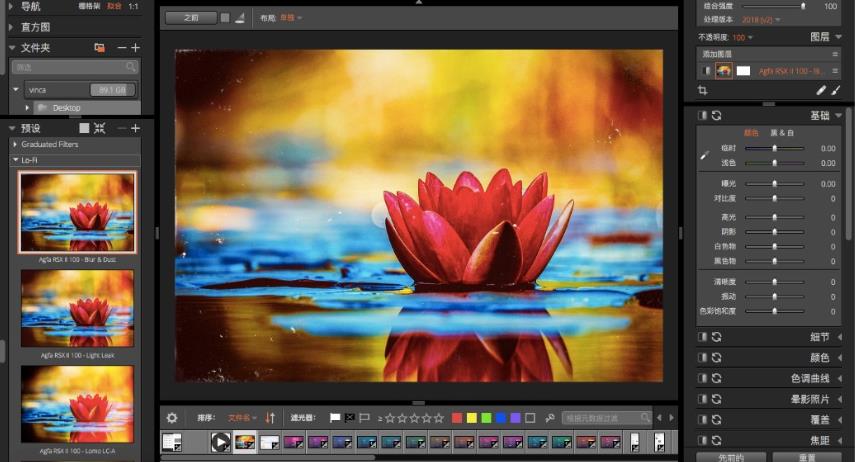 导航 栅格架 拟合 1:1
直方图
文件夹
筛选
vinca 89.1 GB
Desktop
预设
Graduated Filters
Lo-Fi
Agfa RSX II 100 - Blur & Dust
Agfa RSX II 100 - Light Leak
Agfa RSX II 100 - Lomo LC-A
之前 布局: 单独
排序: 文件名 滤光器: ≥
根据元数据过滤
综合强度 100
处理版本 2018 (v2)
不透明度: 100 图层
添加图层
Agfa RSX II 100 - Bl...
基础
颜色 黑 & 白
临时 0.00
浅色 0.00
曝光 0.00
对比度 0
高光 0
阴影 0
白色物 0
黑色物 0
清晰度 0
振动 0
色彩饱和度 0
细节
颜色
色调曲线
晕影照片
覆盖
焦距
先前的 重置